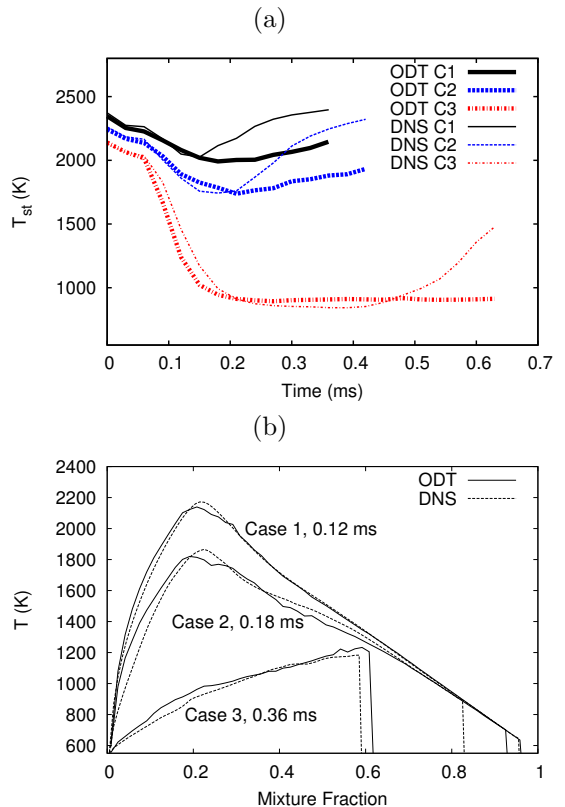 (a)
T_st (K)
2500
2000
1500
1000
0.0
0.1
0.2
0.3
0.4
0.5
0.6
0.7
Time (ms)
ODT C1
ODT C2
ODT C3
DNS C1
DNS C2
DNS C3
(b)
T (K)
2400
2200
2000
1800
1600
1400
1200
1000
800
600
0
0.2
0.4
0.6
0.8
1
Mixture Fraction
ODT
DNS
Case 1, 0.12 ms
Case 2, 0.18 ms
Case 3, 0.36 ms